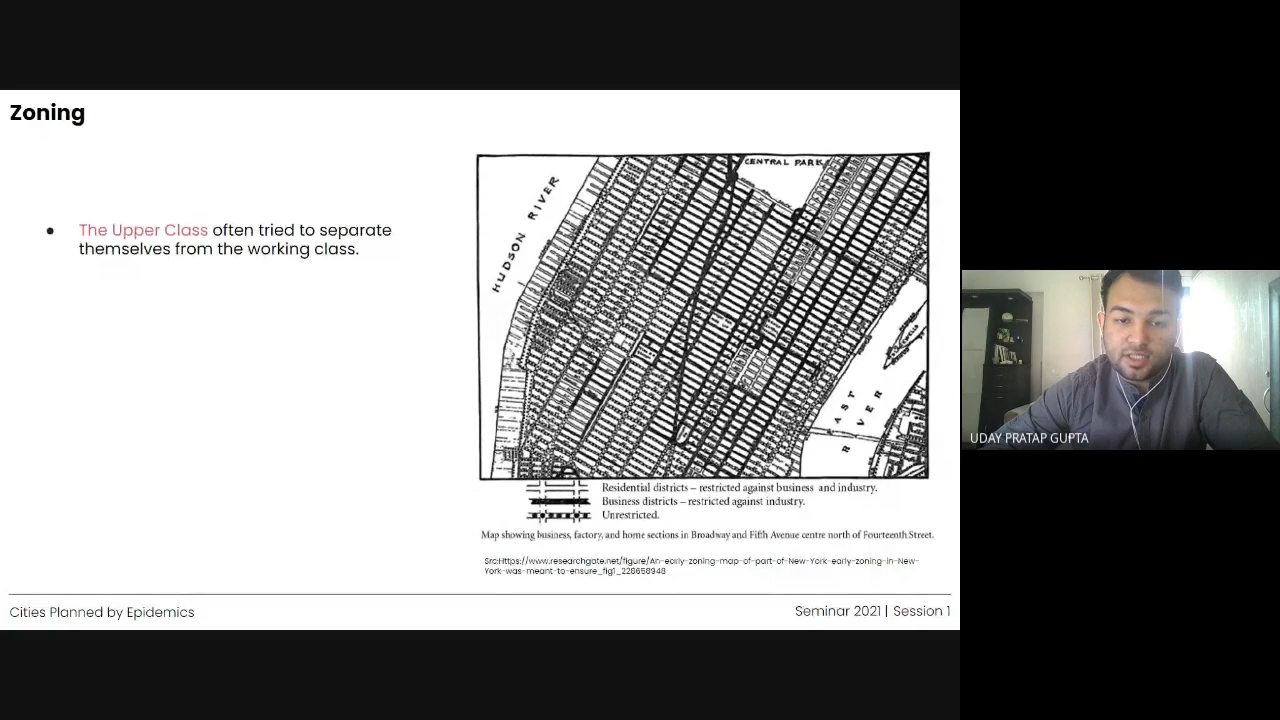 Zoning
● The Upper Class often tried to separate
themselves from the working class.
CENTRAL PARK
HUDSON RIVER
EAST RIVER
Residential districts – restricted against business and industry.
Business districts – restricted against industry.
Unrestricted.
Map showing business, factory, and home sections in Broadway and Fifth Avenue centre north of Fourteenth Street.
Src:Https://www.researchgate.net/figure/An-early-zoning-map-of-part-of-New-York-early-zoning-in-New-
York-was-meant-to-ensure_fig1_228658948
Cities Planned by Epidemics
Seminar 2021 | Session 1
UDAY PRATAP GUPTA